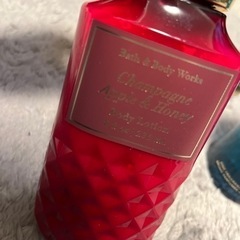 Bath & Body Works
Champagne
Apple & Honey
Body Lotion